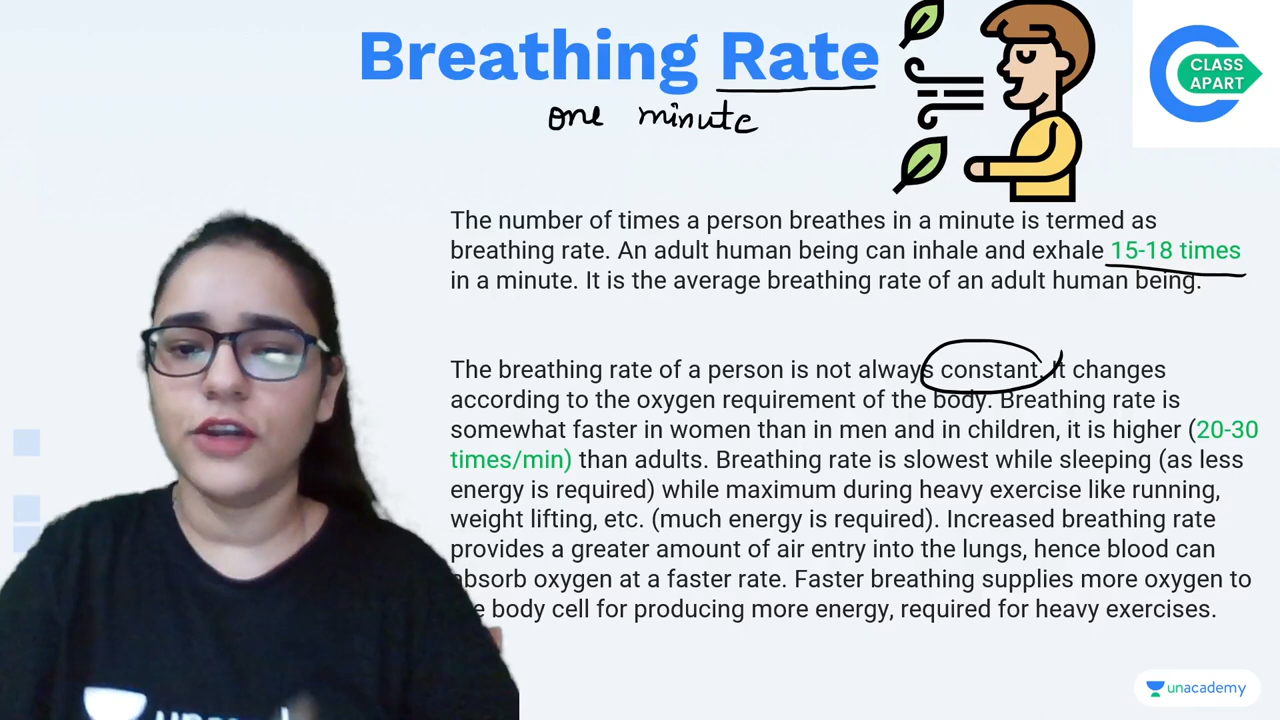 Breathing Rate
one minute
CLASS
APART
The number of times a person breathes in a minute is termed as
breathing rate. An adult human being can inhale and exhale 15-18 times
in a minute. It is the average breathing rate of an adult human being.
The breathing rate of a person is not always constant. It changes
according to the oxygen requirement of the body. Breathing rate is
somewhat faster in women than in men and in children, it is higher (20-30
times/min) than adults. Breathing rate is slowest while sleeping (as less
energy is required) while maximum during heavy exercise like running,
weight lifting, etc. (much energy is required). Increased breathing rate
provides a greater amount of air entry into the lungs, hence blood can
absorb oxygen at a faster rate. Faster breathing supplies more oxygen to
body cell for producing more energy, required for heavy exercises.
unacademy